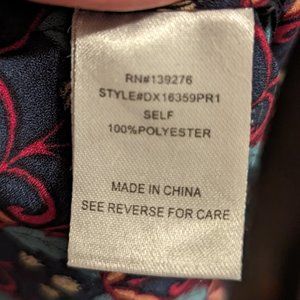 RN#139276
STYLE#DX16359PR1
SELF
100%POLYESTER
MADE IN CHINA
SEE REVERSE FOR CARE